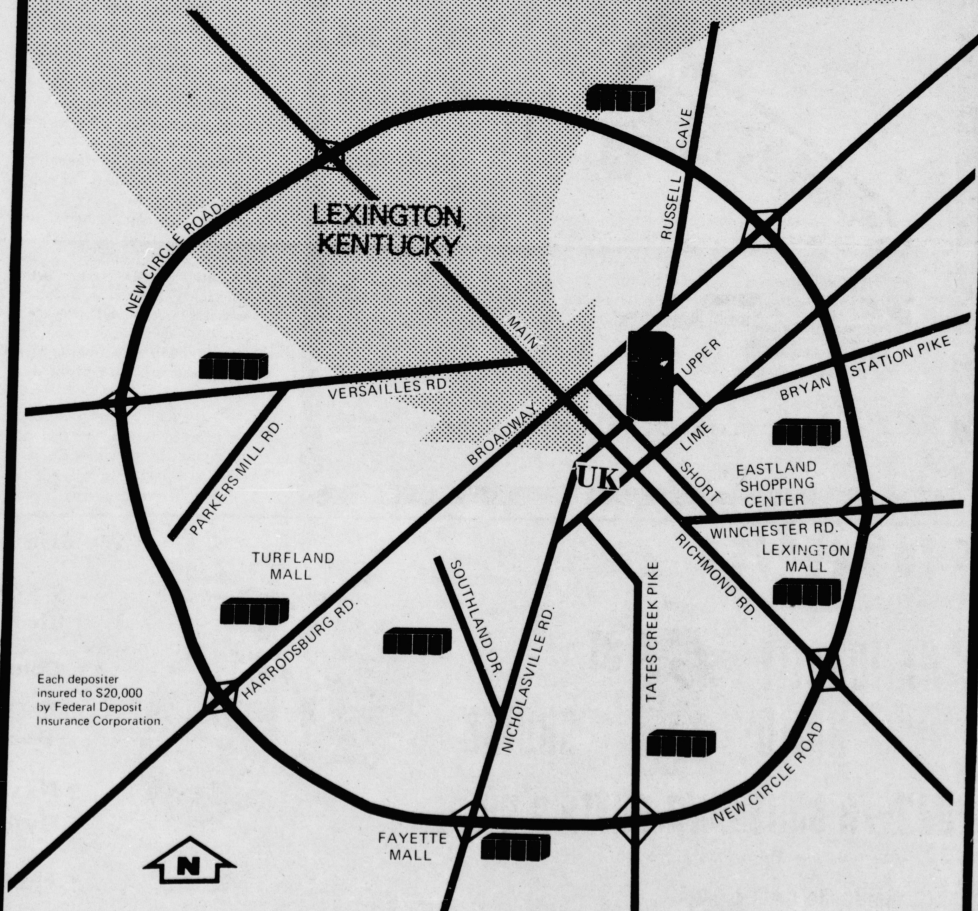 RUSSELL CAVE
LEXINGTON,
KENTUCKY
NEW CIRCLE ROAD
MAIN
UPPER
VERSAILLES RD.
BRYAN STATION PIKE
BROADWAY
LIME
PARKERS MILL RD.
UK
SHORT
EASTLAND
SHOPPING
CENTER
WINCHESTER RD.
LEXINGTON
MALL
RICHMOND RD.
TURFLAND
MALL
SOUTHLAND DR.
TATES CREEK PIKE
HARRODSBURG RD.
NICHOLASVILLE RD.
Each depositer
insured to $20,000
by Federal Deposit
Insurance Corporation.
NEW CIRCLE ROAD
FAYETTE
MALL
N